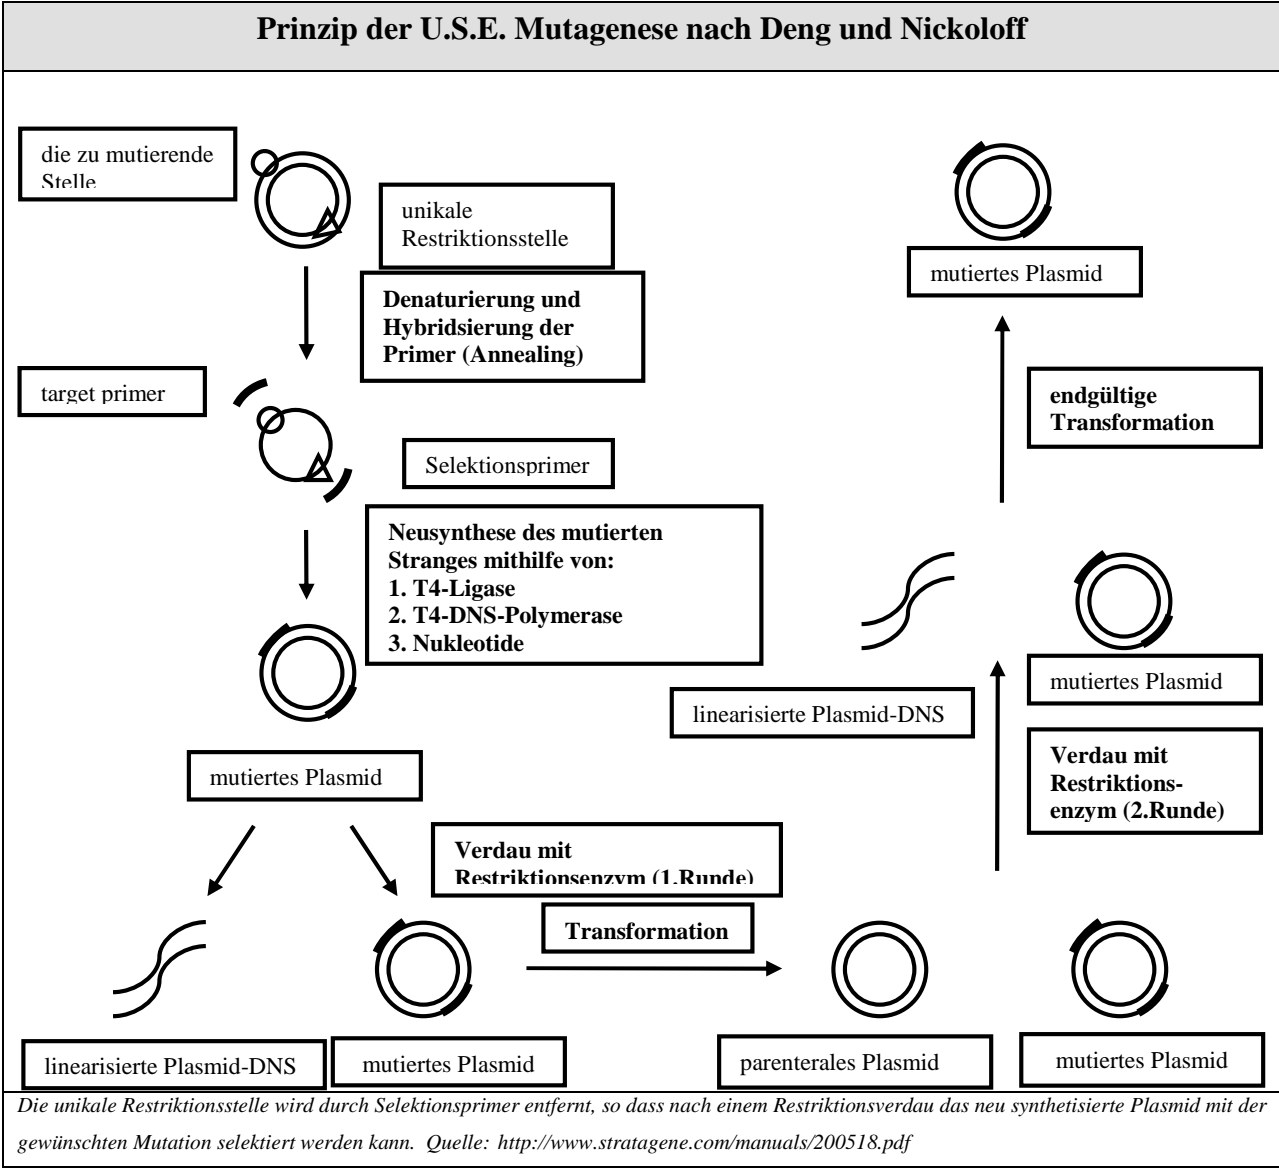 Prinzip der U.S.E. Mutagenese nach Deng und Nickoloff
die zu mutierende
Stelle
unikale
Restriktionsstelle
Denaturierung und
Hybridsierung der
Primer (Annealing)
target primer
Selektionsprimer
Neusynthese des mutierten
Stranges mithilfe von:
1. T4-Ligase
2. T4-DNS-Polymerase
3. Nukleotide
mutiertes Plasmid
Verdau mit
Restriktionsenzym (1.Runde)
Transformation
linearisierte Plasmid-DNS
mutiertes Plasmid
parenterales Plasmid
mutiertes Plasmid
Verdau mit
Restriktions-
enzym (2.Runde)
linearisierte Plasmid-DNS
mutiertes Plasmid
endgültige
Transformation
mutiertes Plasmid
Die unikale Restriktionsstelle wird durch Selektionsprimer entfernt, so dass nach einem Restriktionsverdau das neu synthetisierte Plasmid mit der
gewünschten Mutation selektiert werden kann. Quelle: http://www.stratagene.com/manuals/200518.pdf